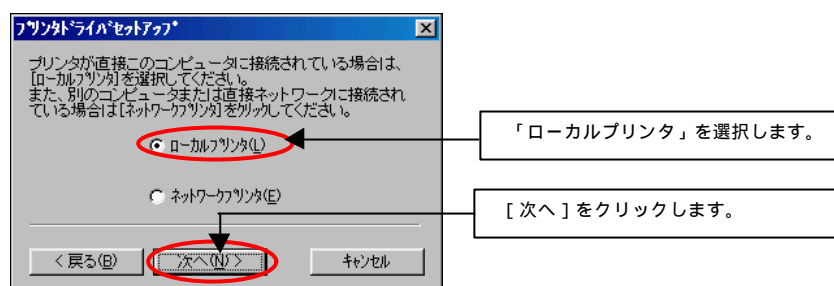 プリンタドライバセットアップ
プリンタが直接このコンピュータに接続されている場合は、
[ローカルプリンタ]を選択してください。
また、別のコンピュータまたは直接ネットワークに接続され
ている場合は[ネットワークプリンタ]をクリックしてください。
ローカルプリンタ(L)
「ローカルプリンタ」を選択します。
ネットワークプリンタ(E)
[次へ]をクリックします。
<戻る(B)
次へ(N)>
キャンセル